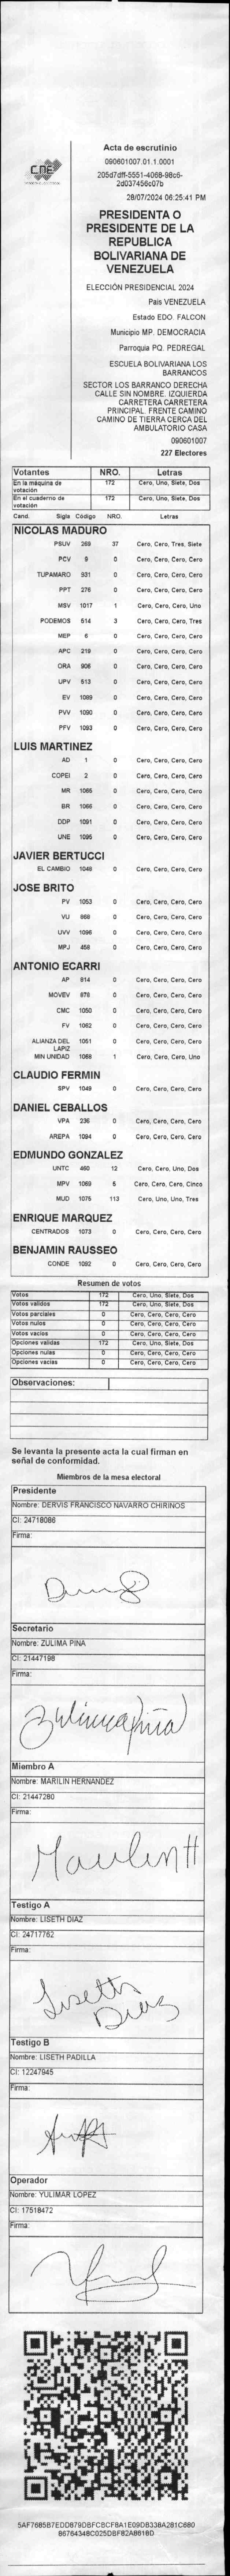 CNE
Acta de escrutinio
090601007.01.1.0001
205d7dff-5551-4068-98c6-
2d037456c07b
28/07/2024 06:25:41 PM
PRESIDENTA O
PRESIDENTE DE LA
REPUBLICA
BOLIVARIANA DE
VENEZUELA
ELECCIÓN PRESIDENCIAL 2024
Pais VENEZUELA
Estado EDO. FALCON
Municipio MP. DEMOCRACIA
Parroquia PQ. PEDREGAL
ESCUELA BOLIVARIANA LOS
BARRANCOS
SECTOR LOS BARRANCO DERECHA
CALLE SIN NOMBRE. IZQUIERDA
CARRETERA CARRETERA
PRINCIPAL. FRENTE CAMINO
CAMINO DE TIERRA CERCA DEL
AMBULATORIO CASA
090601007
227 Electores
Votantes NRO. Letras
En la máquina de votación 172 Cero, Uno, Siete, Dos
En el cuaderno de votación 172 Cero, Uno, Siete, Dos
Cand. Sigla Código NRO. Letras
NICOLAS MADURO
PSUV 269 37 Cero, Cero, Tres, Siete
PCV 9 0 Cero, Cero, Cero, Cero
TUPAMARO 931 0 Cero, Cero, Cero, Cero
PPT 276 0 Cero, Cero, Cero, Cero
MSV 1017 1 Cero, Cero, Cero, Uno
PODEMOS 514 3 Cero, Cero, Cero, Tres
MEP 6 0 Cero, Cero, Cero, Cero
APC 219 0 Cero, Cero, Cero, Cero
ORA 906 0 Cero, Cero, Cero, Cero
UPV 513 0 Cero, Cero, Cero, Cero
EV 1089 0 Cero, Cero, Cero, Cero
PVV 1090 0 Cero, Cero, Cero, Cero
PFV 1093 0 Cero, Cero, Cero, Cero
LUIS MARTINEZ
AD 1 0 Cero, Cero, Cero, Cero
COPEI 2 0 Cero, Cero, Cero, Cero
MR 1065 0 Cero, Cero, Cero, Cero
BR 1066 0 Cero, Cero, Cero, Cero
DDP 1091 0 Cero, Cero, Cero, Cero
UNE 1095 0 Cero, Cero, Cero, Cero
JAVIER BERTUCCI
EL CAMBIO 1048 0 Cero, Cero, Cero, Cero
JOSE BRITO
PV 1053 0 Cero, Cero, Cero, Cero
VU 868 0 Cero, Cero, Cero, Cero
UVV 1096 0 Cero, Cero, Cero, Cero
MPJ 458 0 Cero, Cero, Cero, Cero
ANTONIO ECARRI
AP 814 0 Cero, Cero, Cero, Cero
MOVEV 878 0 Cero, Cero, Cero, Cero
CMC 1050 0 Cero, Cero, Cero, Cero
FV 1062 0 Cero, Cero, Cero, Cero
ALIANZA DEL LAPIZ 1051 0 Cero, Cero, Cero, Cero
MIN UNIDAD 1068 1 Cero, Cero, Cero, Uno
CLAUDIO FERMIN
SPV 1049 0 Cero, Cero, Cero, Cero
DANIEL CEBALLOS
VPA 236 0 Cero, Cero, Cero, Cero
AREPA 1094 0 Cero, Cero, Cero, Cero
EDMUNDO GONZALEZ
UNTC 460 12 Cero, Cero, Uno, Dos
MPV 1069 5 Cero, Cero, Cero, Cinco
MUD 1075 113 Cero, Uno, Uno, Tres
ENRIQUE MARQUEZ
CENTRADOS 1073 0 Cero, Cero, Cero, Cero
BENJAMIN RAUSSEO
CONDE 1092 0 Cero, Cero, Cero, Cero
Resumen de votos
Votos 172 Cero, Uno, Siete, Dos
Votos validos 172 Cero, Uno, Siete, Dos
Votos parciales 0 Cero, Cero, Cero, Cero
Votos nulos 0 Cero, Cero, Cero, Cero
Votos vacios 0 Cero, Cero, Cero, Cero
Opciones validas 172 Cero, Uno, Siete, Dos
Opciones nulas 0 Cero, Cero, Cero, Cero
Opciones vacias 0 Cero, Cero, Cero, Cero
Observaciones:
Se levanta la presente acta la cual firman en
señal de conformidad.
Miembros de la mesa electoral
Presidente
Nombre: DERVIS FRANCISCO NAVARRO CHIRINOS
CI: 24718086
Firma:
Secretario
Nombre: ZULIMA PINA
CI: 21447198
Firma:
Zulima Piña
Miembro A
Nombre: MARILIN HERNANDEZ
CI: 21447280
Firma:
Testigo A
Nombre: LISETH DIAZ
CI: 24717762
Firma:
Liseth
Diaz
Testigo B
Nombre: LISETH PADILLA
CI: 12247945
Firma:
Operador
Nombre: YULIMAR LOPEZ
CI: 17518472
Firma:
5AF7685B7EDD879DBFCBCF8A1E09DB338A281C680
86764348C025DBF82A8618D